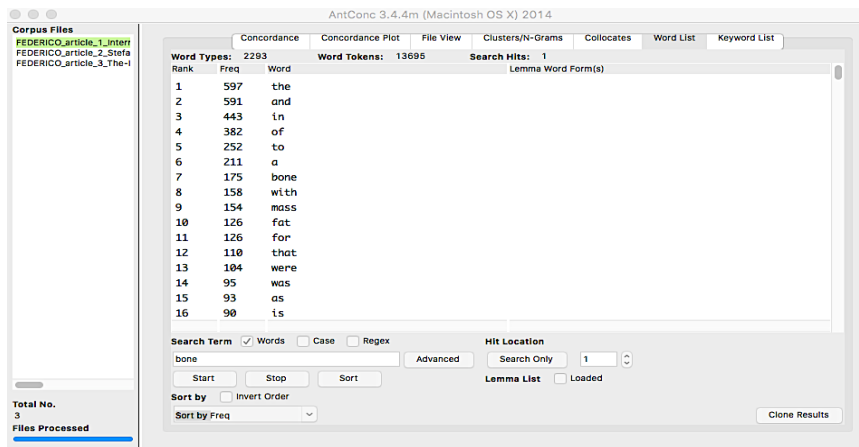 AntConc 3.4.4m (Macintosh OS X) 2014
Corpus Files
FEDERICO_article_1_Interr
FEDERICO_article_2_Stefa
FEDERICO_article_3_The-I
Concordance Concordance Plot File View Clusters/N-Grams Collocates Word List Keyword List
Word Types: 2293 Word Tokens: 13695 Search Hits: 1
Rank Freq Word Lemma Word Form(s)
1 597 the
2 591 and
3 443 in
4 382 of
5 252 to
6 211 a
7 175 bone
8 158 with
9 154 mass
10 126 fat
11 126 for
12 110 that
13 104 were
14 95 was
15 93 as
16 90 is
Search Term Words Case Regex Hit Location
bone Advanced Search Only 1
Start Stop Sort Lemma List Loaded
Sort by Invert Order
Sort by Freq Clone Results
Total No.
3
Files Processed